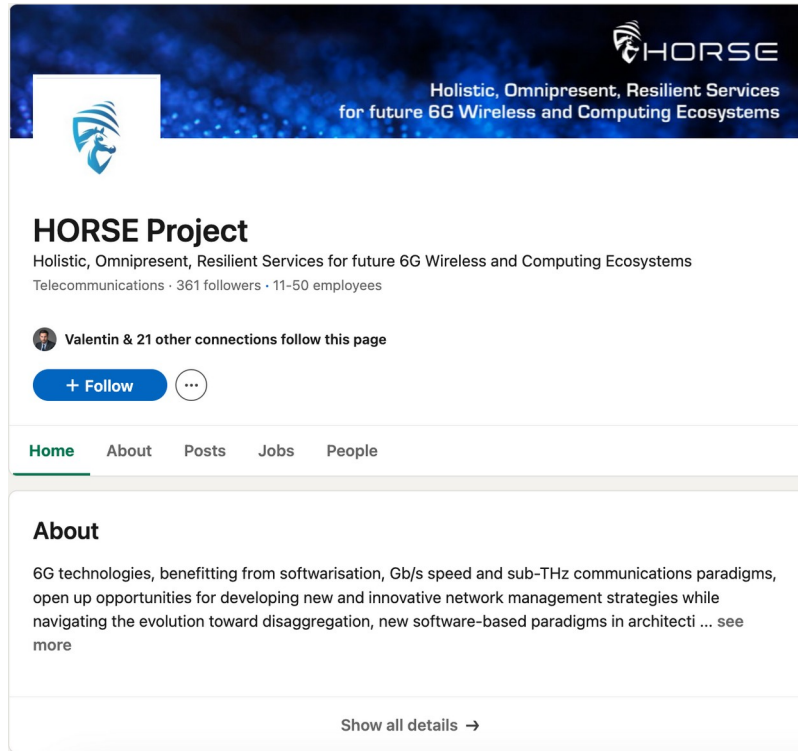 HORSE
Holistic, Omnipresent, Resilient Services
for future 6G Wireless and Computing Ecosystems
HORSE Project
Holistic, Omnipresent, Resilient Services for future 6G Wireless and Computing Ecosystems
Telecommunications · 361 followers · 11-50 employees
Valentin & 21 other connections follow this page
+ Follow
...
Home About Posts Jobs People
About
6G technologies, benefitting from softwarisation, Gb/s speed and sub-THz communications paradigms,
open up opportunities for developing new and innovative network management strategies while
navigating the evolution toward disaggregation, new software-based paradigms in architecti ... see
more
Show all details →